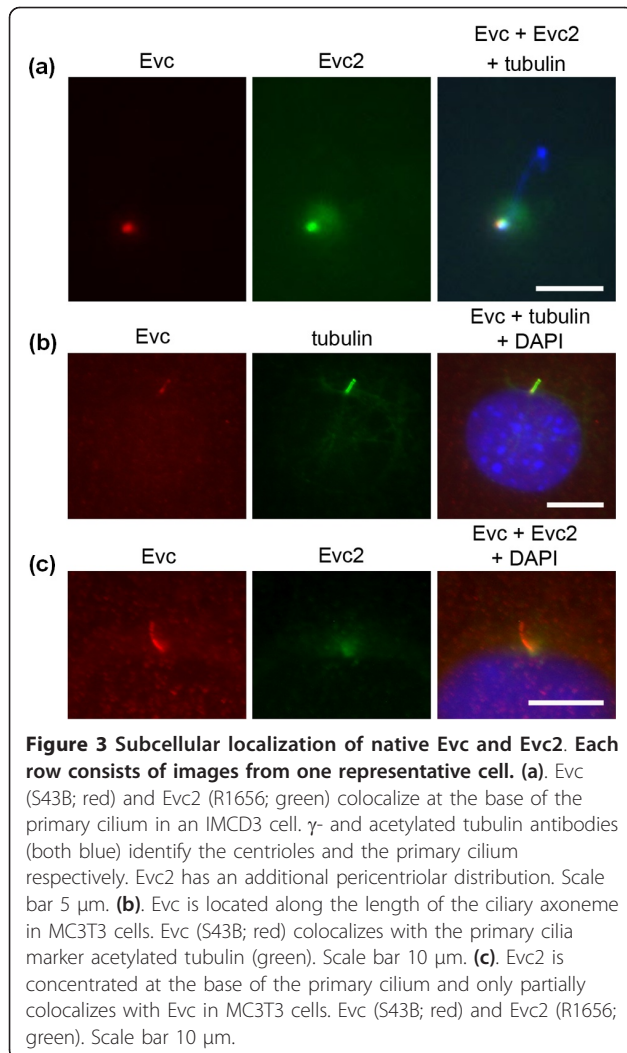 Evc + Evc2
(a) Evc Evc2 + tubulin
Evc + tubulin
(b) Evc tubulin + DAPI
Evc + Evc2
(c) Evc Evc2 + DAPI
Figure 3 Subcellular localization of native Evc and Evc2. Each
row consists of images from one representative cell. (a). Evc
(S43B; red) and Evc2 (R1656; green) colocalize at the base of the
primary cilium in an IMCD3 cell. γ- and acetylated tubulin antibodies
(both blue) identify the centrioles and the primary cilium
respectively. Evc2 has an additional pericentriolar distribution. Scale
bar 5 μm. (b). Evc is located along the length of the ciliary axoneme
in MC3T3 cells. Evc (S43B; red) colocalizes with the primary cilia
marker acetylated tubulin (green). Scale bar 10 μm. (c). Evc2 is
concentrated at the base of the primary cilium and only partially
colocalizes with Evc in MC3T3 cells. Evc (S43B; red) and Evc2 (R1656;
green). Scale bar 10 μm.